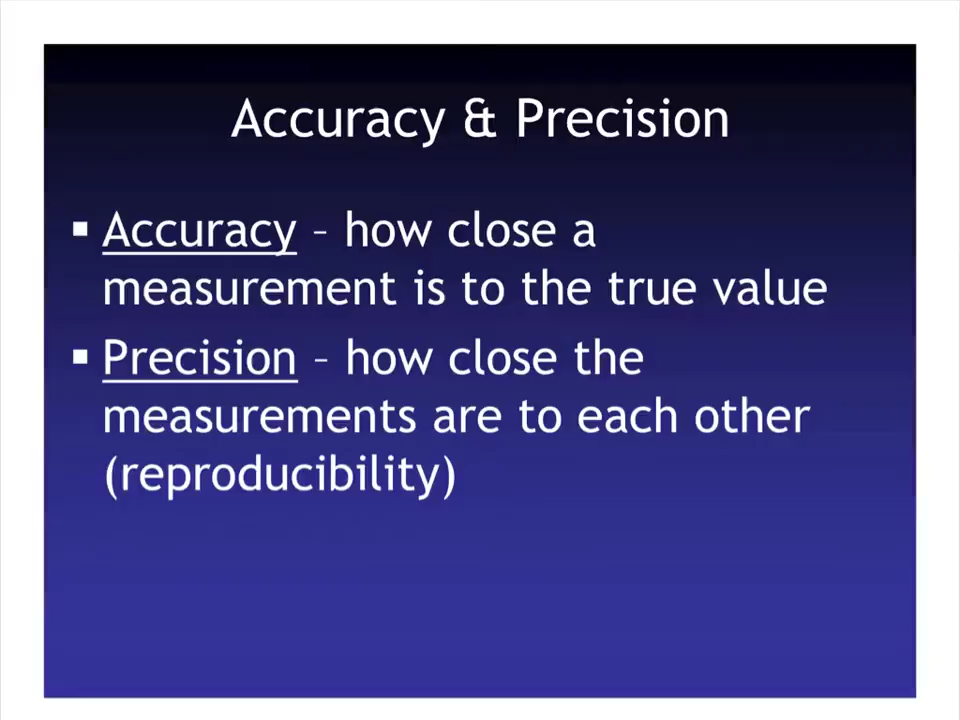 Accuracy & Precision
▪ Accuracy – how close a
measurement is to the true value
▪ Precision – how close the
measurements are to each other
(reproducibility)